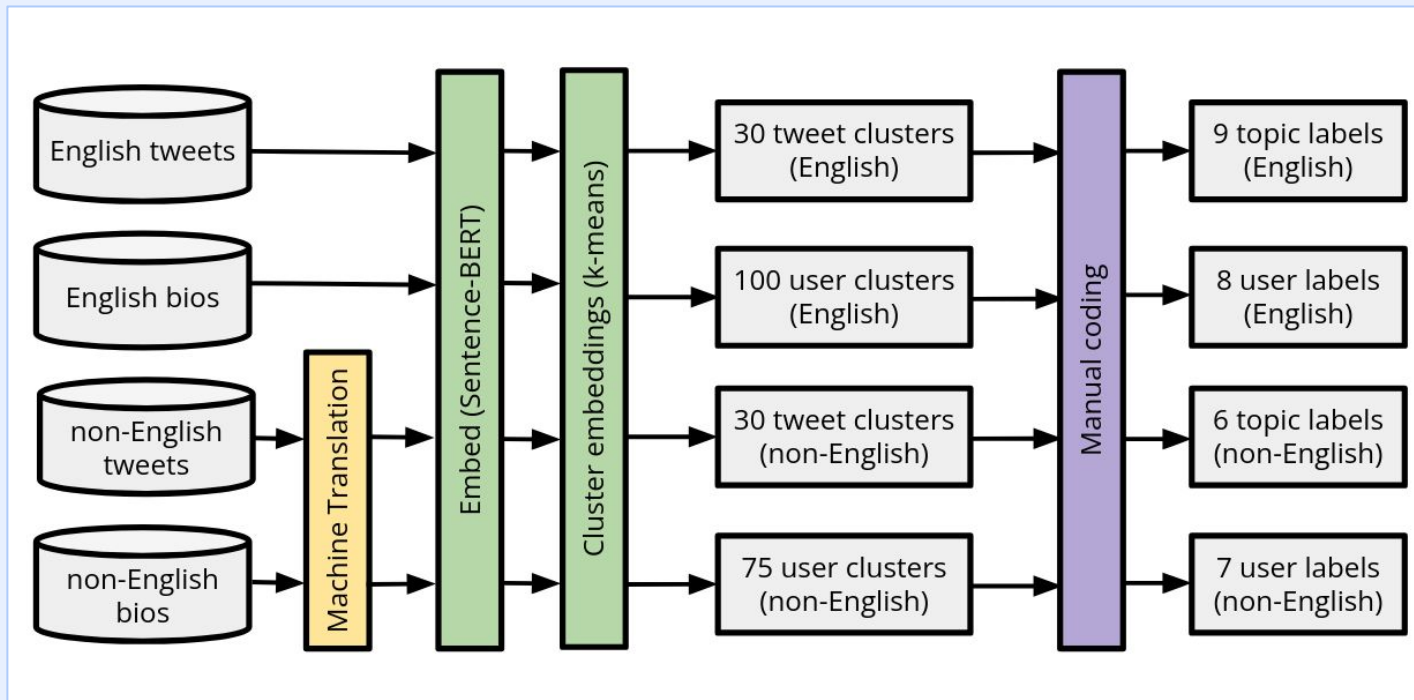 English tweets
English bios
non-English
tweets
non-English
bios
Machine Translation
Embed (Sentence-BERT)
Cluster embeddings (k-means)
30 tweet clusters
(English)
100 user clusters
(English)
30 tweet clusters
(non-English)
75 user clusters
(non-English)
Manual coding
9 topic labels
(English)
8 user labels
(English)
6 topic labels
(non-English)
7 user labels
(non-English)